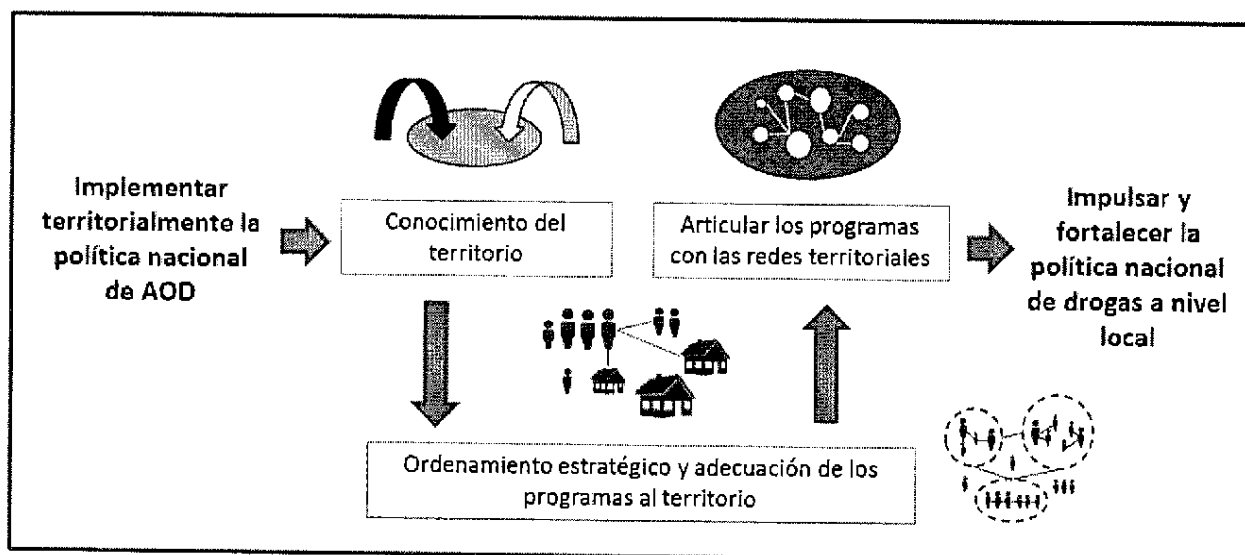 Implementar
territorialmente la
política nacional
de AOD
Conocimiento del
territorio
Ordenamiento estratégico y adecuación de los
programas al territorio
Articular los programas
con las redes territoriales
Impulsar y
fortalecer la
política nacional
de drogas a nivel
local